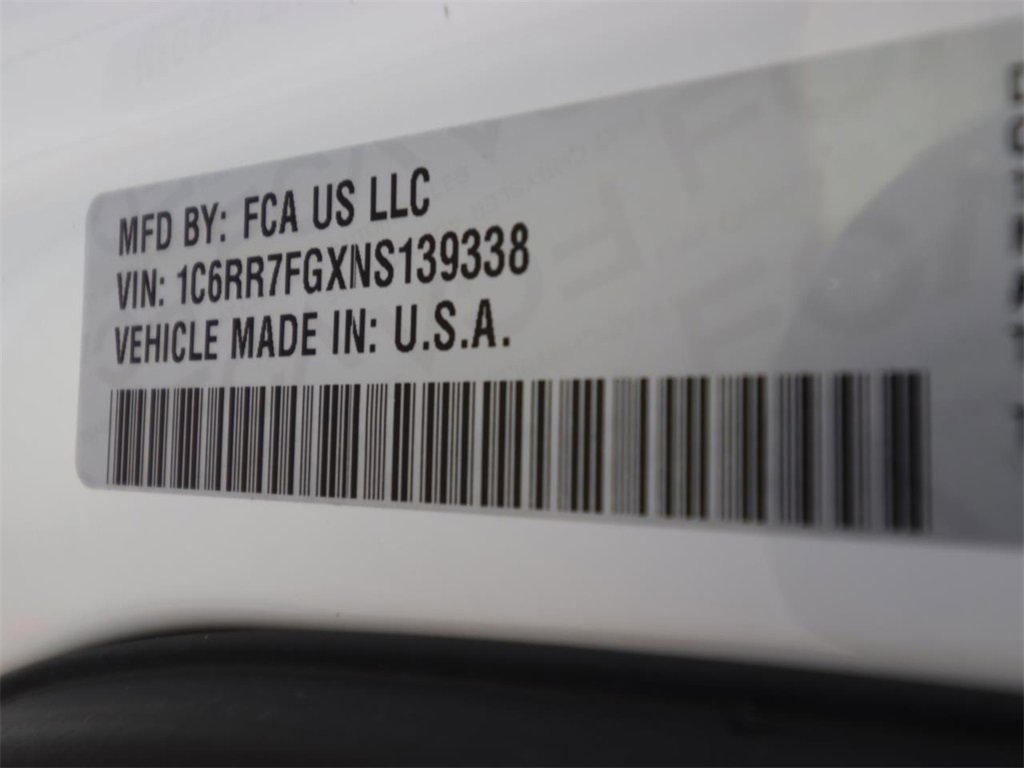 MFD BY: FCA US LLC
VIN: 1C6RR7FGXNS139338
VEHICLE MADE IN: U.S.A.